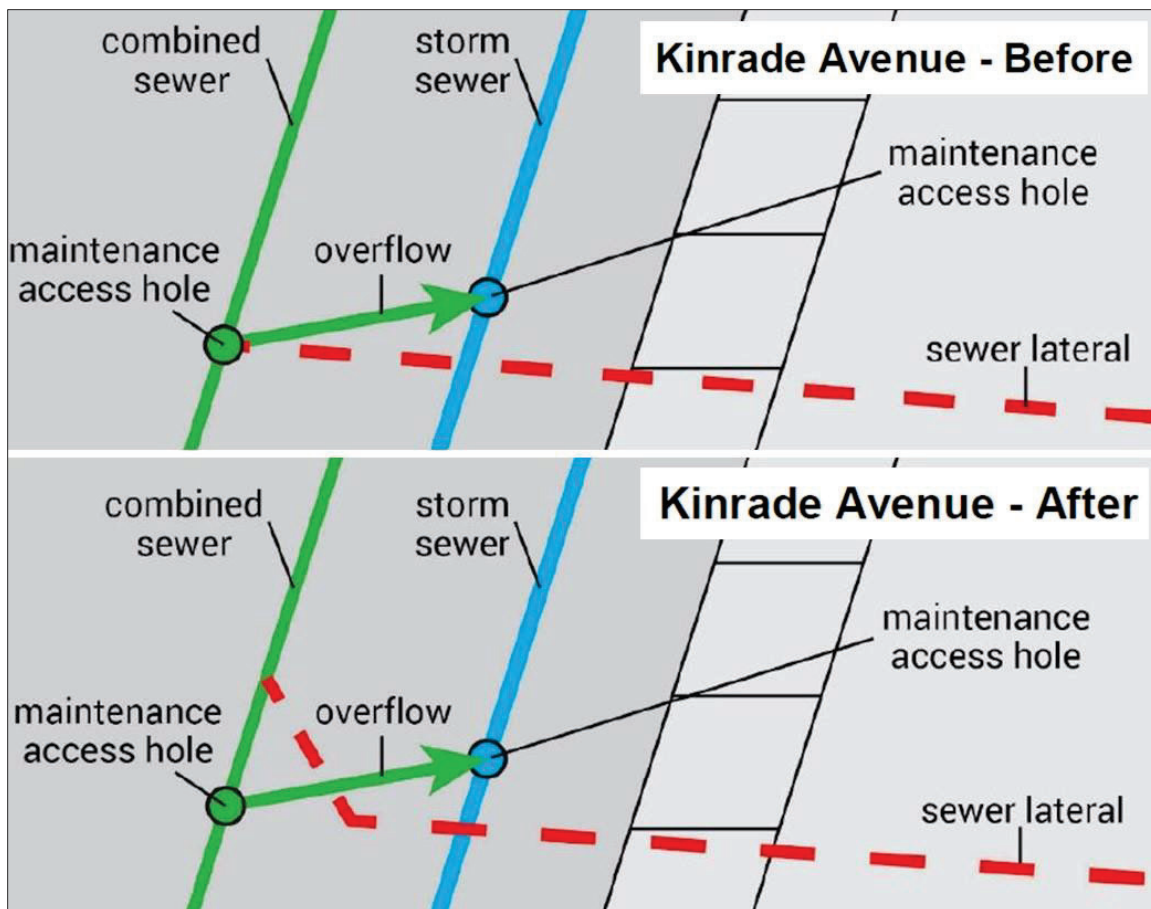 Kinrade Avenue - Before
combined
sewer
storm
sewer
maintenance
access hole
maintenance
access hole
overflow
sewer lateral
Kinrade Avenue - After
combined
sewer
storm
sewer
maintenance
access hole
maintenance
access hole
overflow
sewer lateral